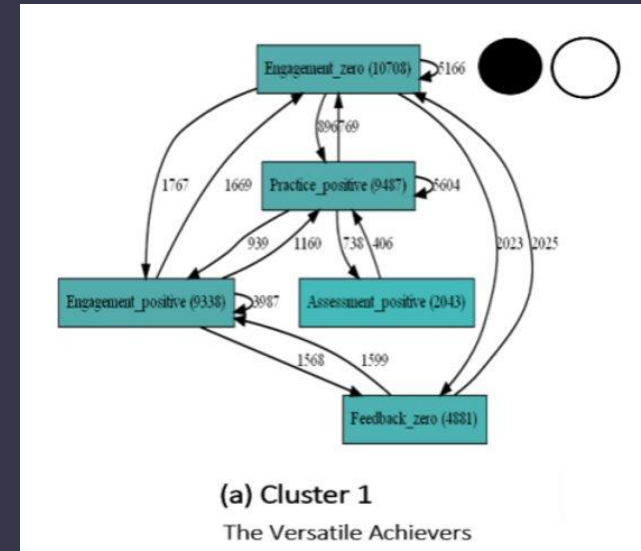 Engagement_zero (10708)
5166
896
769
1767
1669
Practice_positive (9487)
5604
939
1160
738
406
2023
2025
Engagement_positive (9338)
3987
Assessment_positive (2043)
1568
1599
Feedback_zero (4881)
(a) Cluster 1
The Versatile Achievers